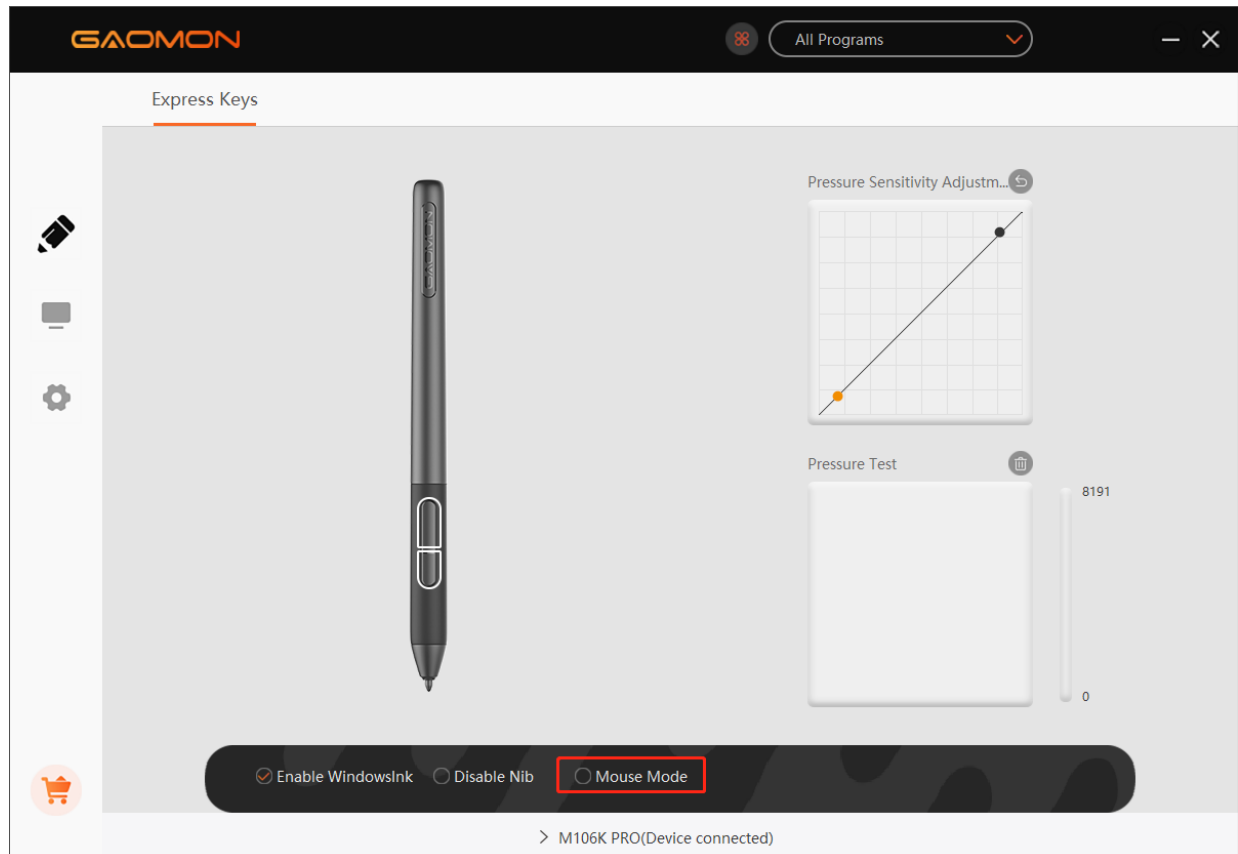 GAOMON
All Programs
Express Keys
GAOMON
Pressure Sensitivity Adjustm...
Pressure Test
8191
0
Enable WindowsInk
Disable Nib
Mouse Mode
> M106K PRO(Device connected)